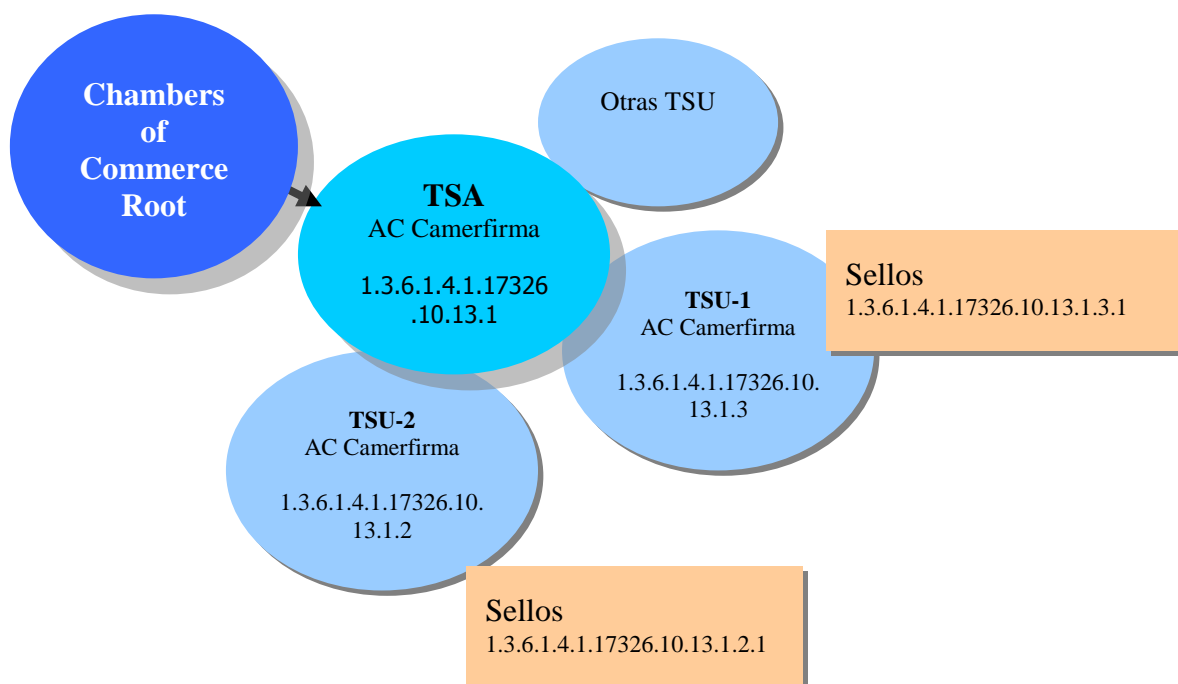 Chambers
of
Commerce
Root
Otras TSU
TSA
AC Camerfirma
1.3.6.1.4.1.17326
.10.13.1
TSU-1
AC Camerfirma
1.3.6.1.4.1.17326.10.
13.1.3
Sellos
1.3.6.1.4.1.17326.10.13.1.3.1
TSU-2
AC Camerfirma
1.3.6.1.4.1.17326.10.
13.1.2
Sellos
1.3.6.1.4.1.17326.10.13.1.2.1